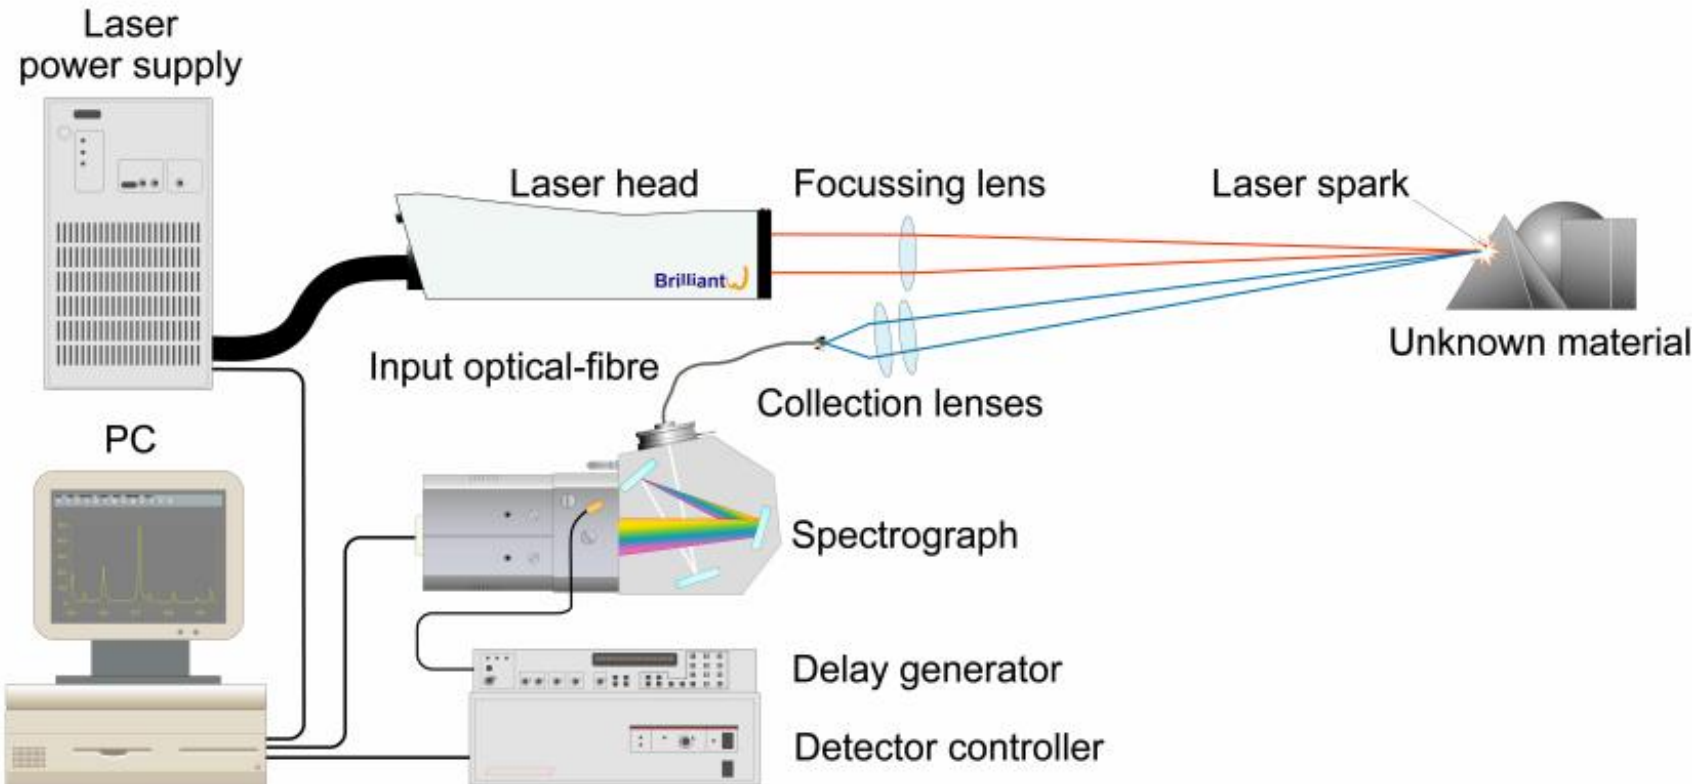 Laser
power supply
Laser head
Focussing lens
Laser spark
Brilliant
Unknown material
Input optical-fibre
Collection lenses
PC
Spectrograph
Delay generator
Detector controller